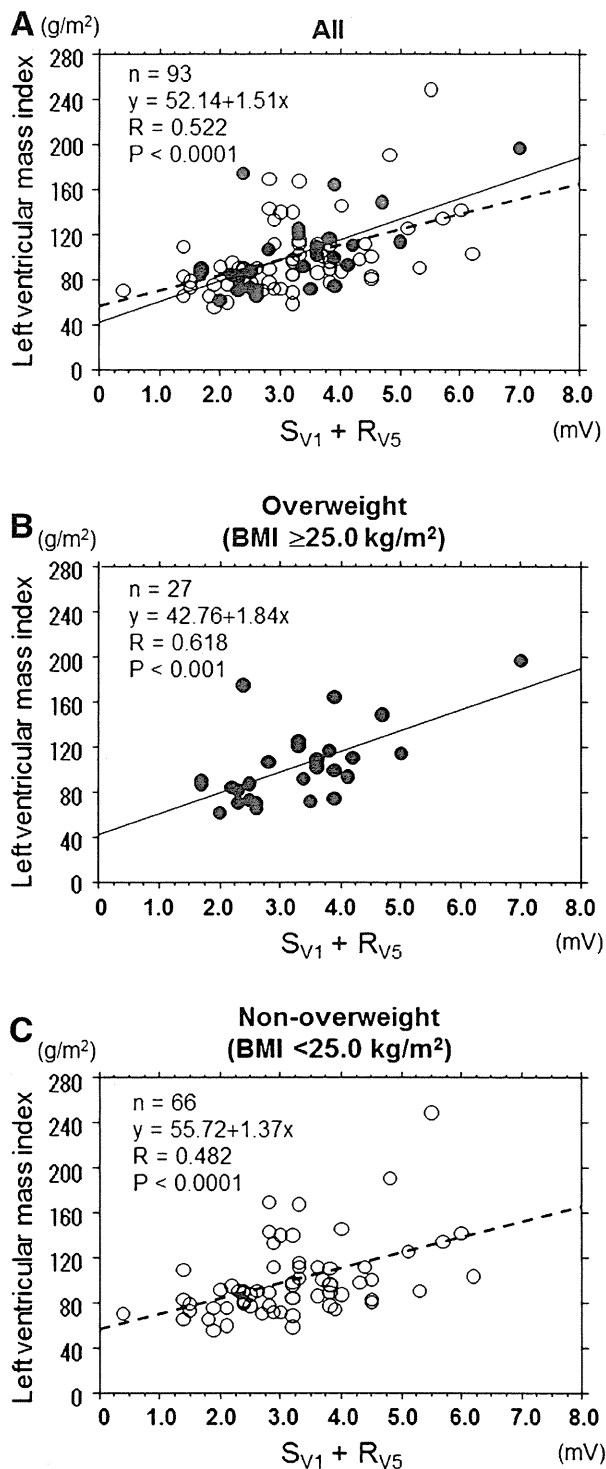 A (g/m²) All
280
240
200
160
120
80
40
0
Left ventricular mass index
n = 93
y = 52.14+1.51x
R = 0.522
P < 0.0001
0 1.0 2.0 3.0 4.0 5.0 6.0 7.0 8.0
SV1 + RV5 (mV)
B (g/m²) Overweight
(BMI ≥25.0 kg/m²)
280
240
200
160
120
80
40
0
Left ventricular mass index
n = 27
y = 42.76+1.84x
R = 0.618
P < 0.001
0 1.0 2.0 3.0 4.0 5.0 6.0 7.0 8.0
SV1 + RV5 (mV)
C (g/m²) Non-overweight
(BMI <25.0 kg/m²)
280
240
200
160
120
80
40
0
Left ventricular mass index
n = 66
y = 55.72+1.37x
R = 0.482
P < 0.0001
0 1.0 2.0 3.0 4.0 5.0 6.0 7.0 8.0
SV1 + RV5 (mV)